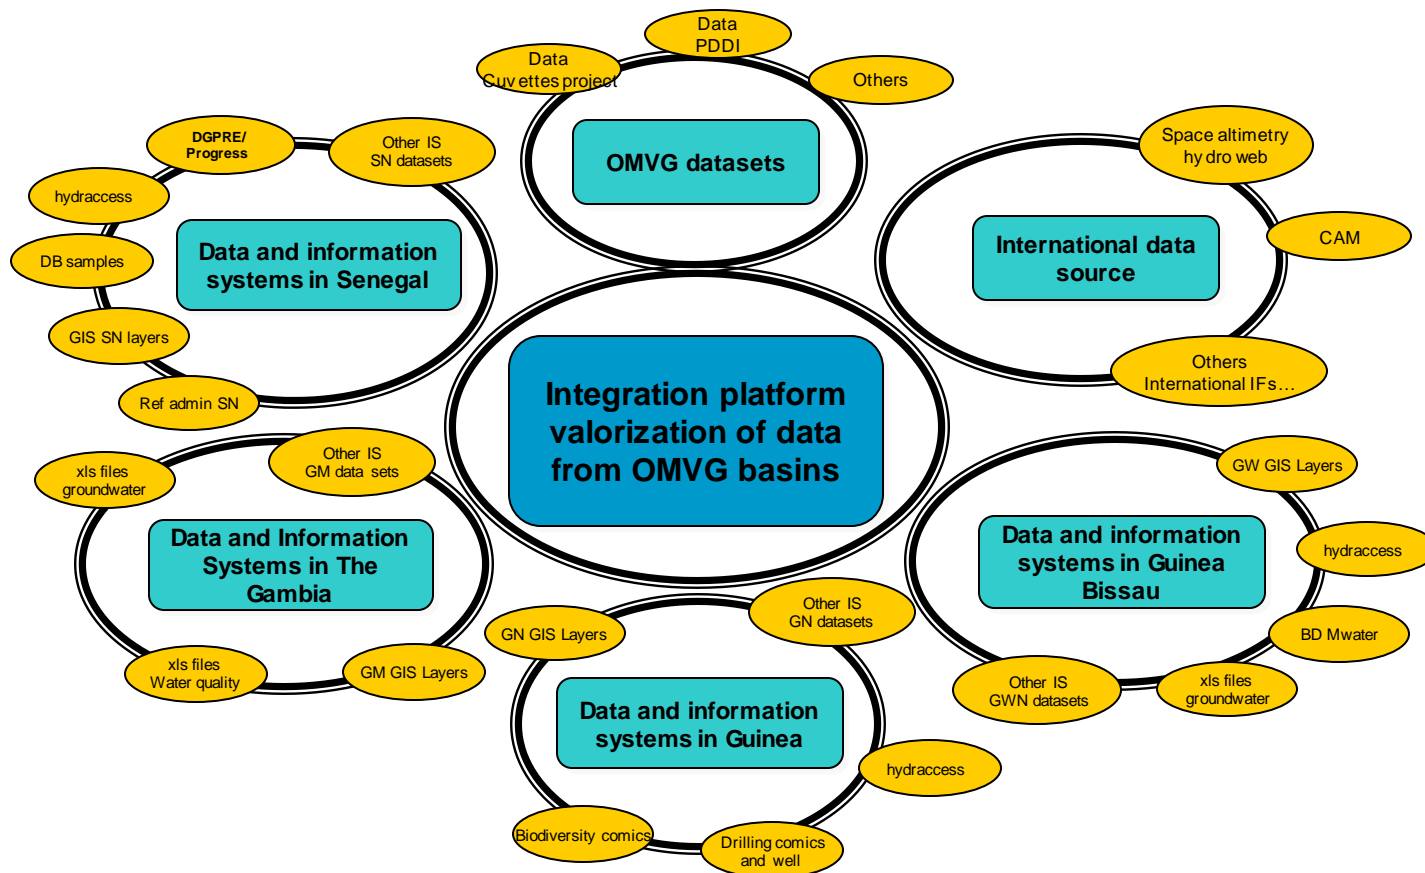 Data
PDDI
Data
Cuvettes project
Others
OMVG datasets
DGPRE/
Progress
Other IS
SN datasets
hydraccess
DB samples
GIS SN layers
Ref admin SN
Data and information
systems in Senegal
Space altimetry
hydro web
CAM
Others
International IFs...
International data
source
Integration platform
valorization of data
from OMVG basins
xls files
groundwater
Other IS
GM data sets
Data and Information
Systems in The
Gambia
xls files
Water quality
GM GIS Layers
GW GIS Layers
hydraccess
BD Mwater
xls files
groundwater
Other IS
GWN datasets
Data and information
systems in Guinea
Bissau
GN GIS Layers
Other IS
GN datasets
Data and information
systems in Guinea
hydraccess
Biodiversity comics
Drilling comics
and well